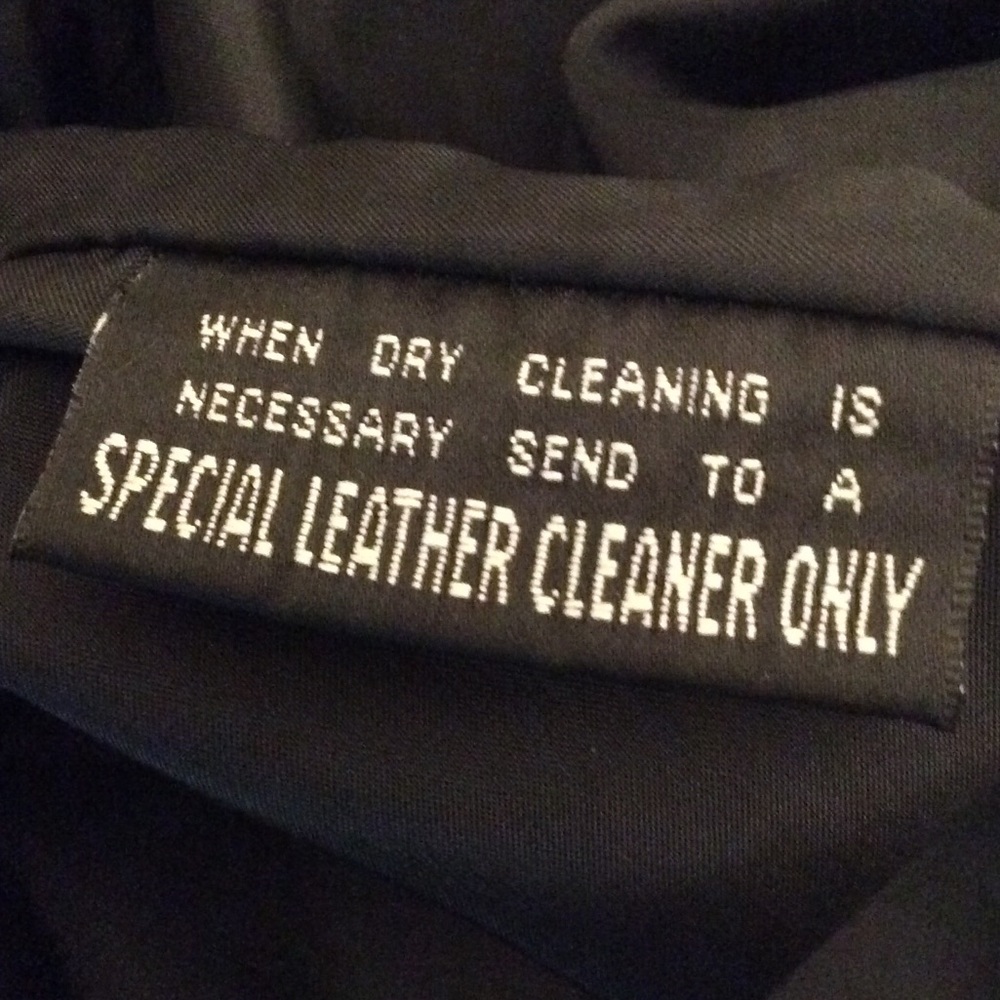 WHEN DRY CLEANING IS
NECESSARY SEND TO A
SPECIAL LEATHER CLEANER ONLY